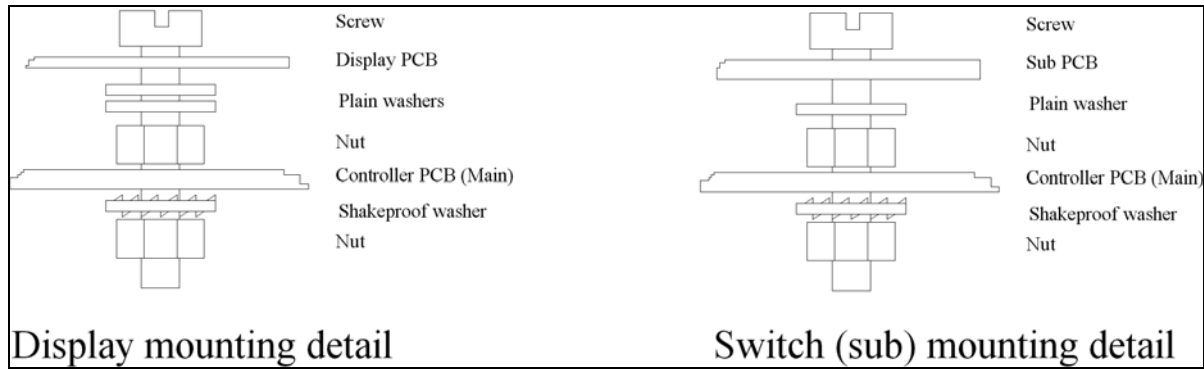 Screw
Display PCB
Plain washers
Nut
Controller PCB (Main)
Shakeproof washer
Nut
Display mounting detail
Screw
Sub PCB
Plain washer
Nut
Controller PCB (Main)
Shakeproof washer
Nut
Switch (sub) mounting detail